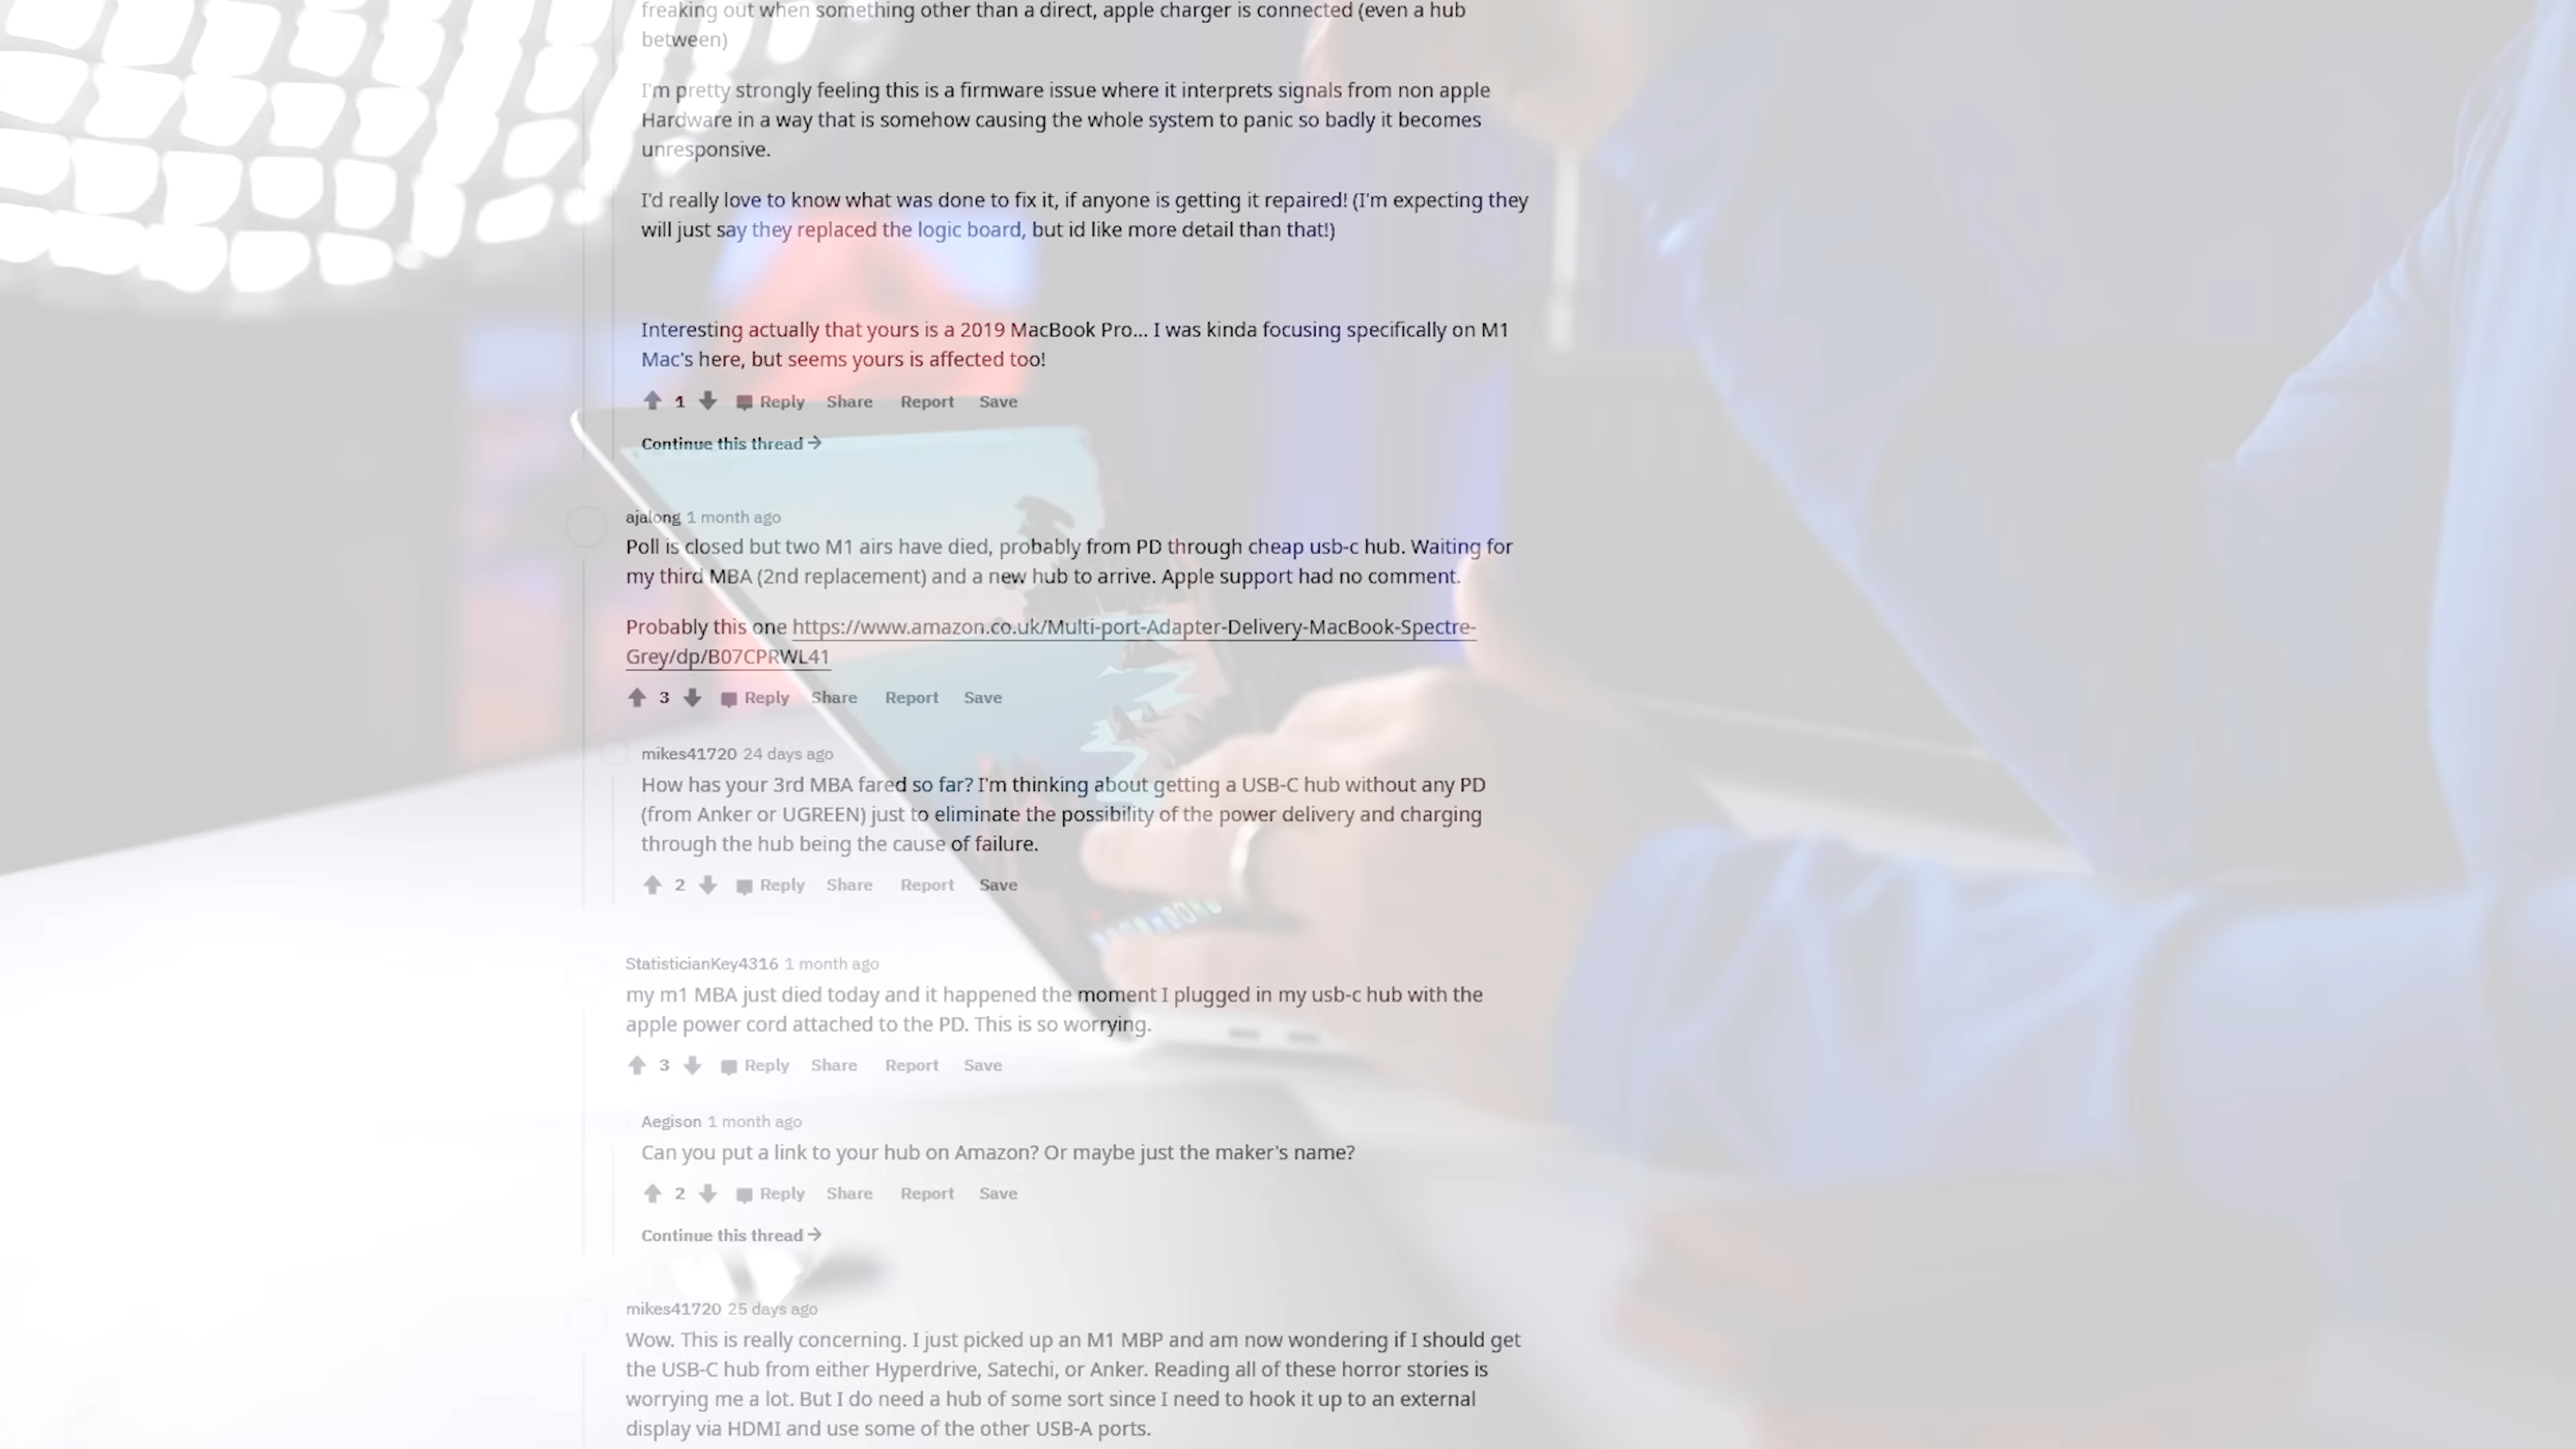 freaking out when something other than a direct, apple charger is connected (even a hub
between)
I'm pretty strongly feeling this is a firmware issue where it interprets signals from non apple
Hardware in a way that is somehow causing the whole system to panic so badly it becomes
unresponsive.
I'd really love to know what was done to fix it, if anyone is getting it repaired! (I'm expecting they
will just say they replaced the logic board, but id like more detail than that!)
Interesting actually that yours is a 2019 MacBook Pro... I was kinda focusing specifically on M1
Mac's here, but seems yours is affected too!
1 Reply Share Report Save
Continue this thread →
ajalong 1 month ago
Poll is closed but two M1 airs have died, probably from PD through cheap usb-c hub. Waiting for
my third MBA (2nd replacement) and a new hub to arrive. Apple support had no comment.
Probably this one https://www.amazon.co.uk/Multi-port-Adapter-Delivery-MacBook-Spectre-
Grey/dp/B07CPRWL41
3 Reply Share Report Save
mikes41720 24 days ago
How has your 3rd MBA fared so far? I'm thinking about getting a USB-C hub without any PD
(from Anker or UGREEN) just to eliminate the possibility of the power delivery and charging
through the hub being the cause of failure.
2 Reply Share Report Save
StatisticianKey4316 1 month ago
my m1 MBA just died today and it happened the moment I plugged in my usb-c hub with the
apple power cord attached to the PD. This is so worrying.
3 Reply Share Report Save
Aegison 1 month ago
Can you put a link to your hub on Amazon? Or maybe just the maker's name?
2 Reply Share Report Save
Continue this thread →
mikes41720 25 days ago
Wow. This is really concerning. I just picked up an M1 MBP and am now wondering if I should get
the USB-C hub from either Hyperdrive, Satechi, or Anker. Reading all of these horror stories is
worrying me a lot. But I do need a hub of some sort since I need to hook it up to an external
display via HDMI and use some of the other USB-A ports.